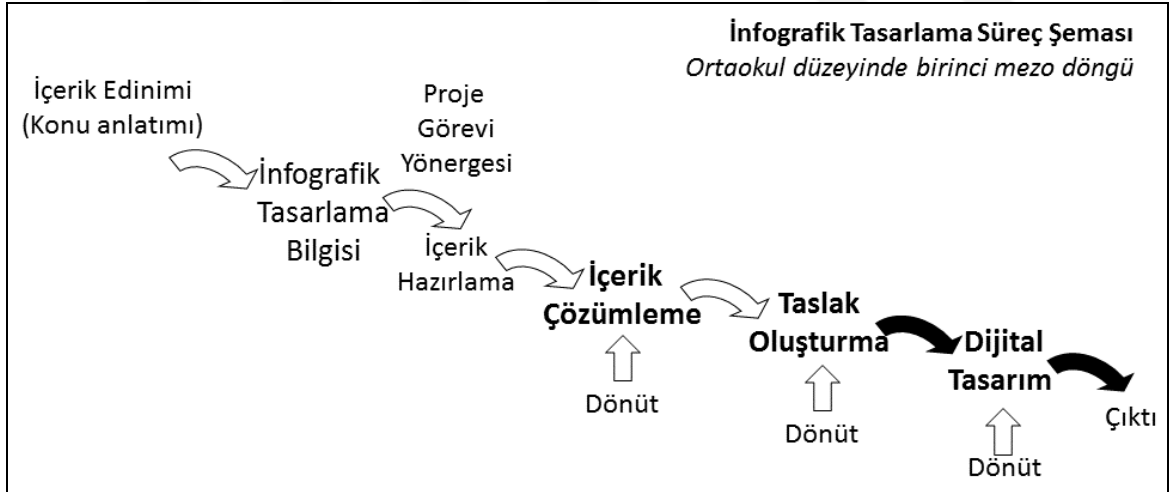 İnfografik Tasarlama Süreç Şeması
Ortaokul düzeyinde birinci mezo döngü
İçerik Edinimi
(Konu anlatımı)
İnfografik
Tasarlama
Bilgisi
Proje
Görevi
Yönergesi
İçerik
Hazırlama
İçerik
Çözümleme
Dönüt
Taslak
Oluşturma
Dönüt
Dijital
Tasarım
Dönüt
Çıktı